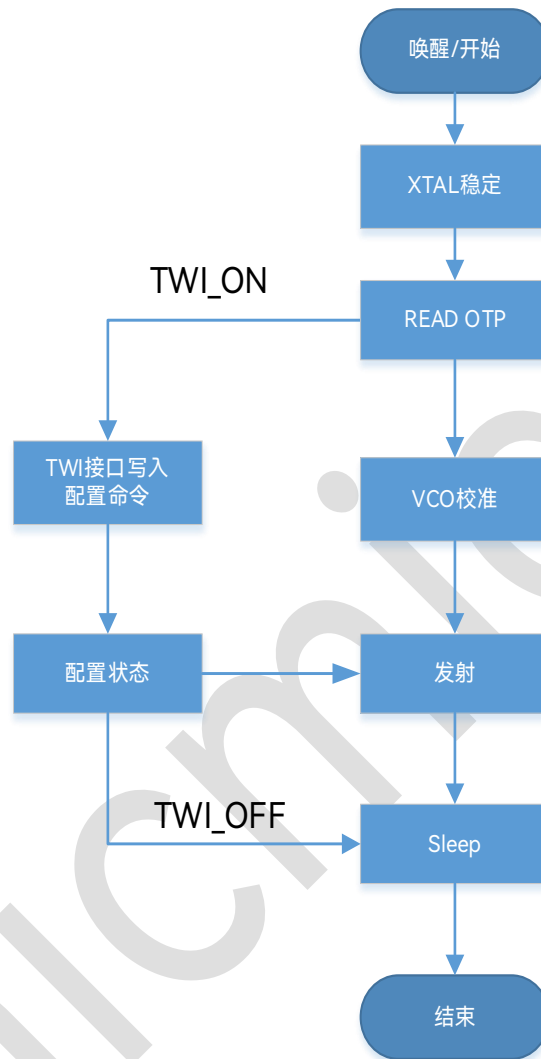 唤醒/开始
XTAL稳定
TWI_ON
READ OTP
TWI接口写入
配置命令
VCO校准
配置状态
发射
TWI_OFF
Sleep
结束